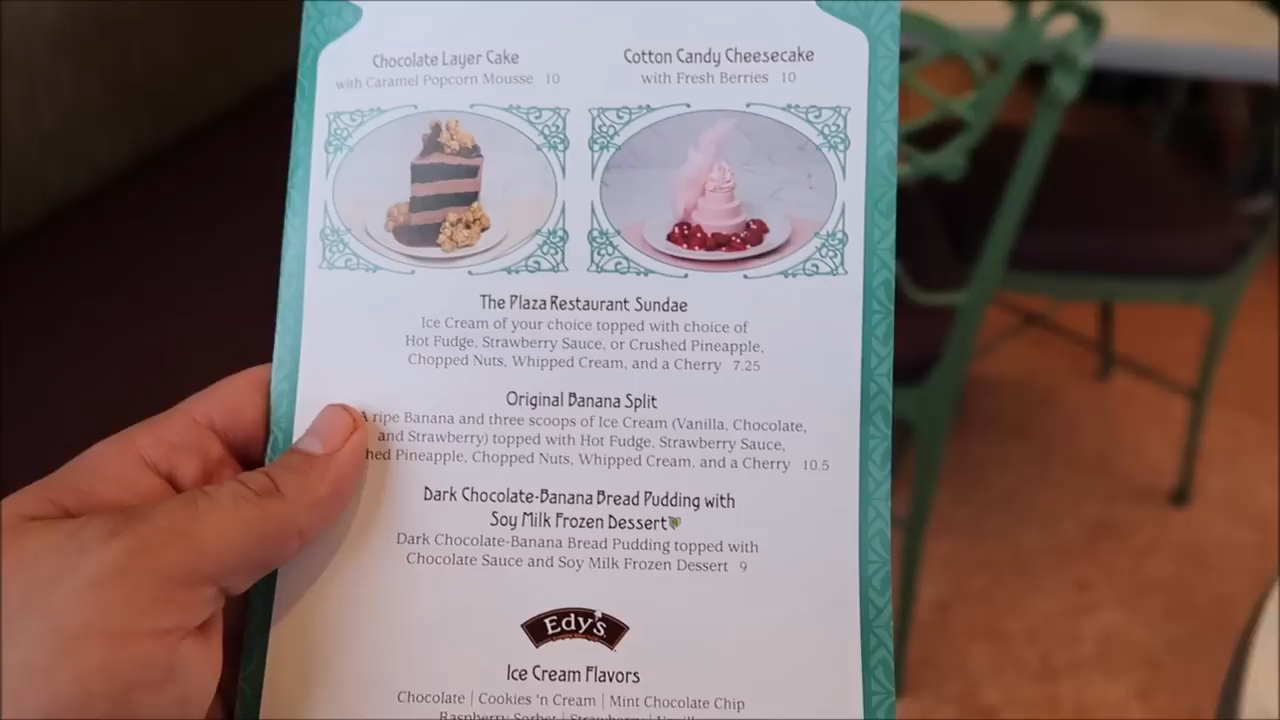 Chocolate Layer Cake
with Caramel Popcorn Mousse 10
Cotton Candy Cheesecake
with Fresh Berries 10
The Plaza Restaurant Sundae
Ice Cream of your choice topped with choice of
Hot Fudge, Strawberry Sauce, or Crushed Pineapple,
Chopped Nuts, Whipped Cream, and a Cherry 7.25
Original Banana Split
A ripe Banana and three scoops of Ice Cream (Vanilla, Chocolate,
and Strawberry) topped with Hot Fudge, Strawberry Sauce,
hed Pineapple, Chopped Nuts, Whipped Cream, and a Cherry 10.5
Dark Chocolate-Banana Bread Pudding with
Soy Milk Frozen Dessert
Dark Chocolate-Banana Bread Pudding topped with
Chocolate Sauce and Soy Milk Frozen Dessert 9
Edy's
Ice Cream Flavors
Chocolate | Cookies 'n Cream | Mint Chocolate Chip
Raspberry Sorbet | Strawberry | Vanilla